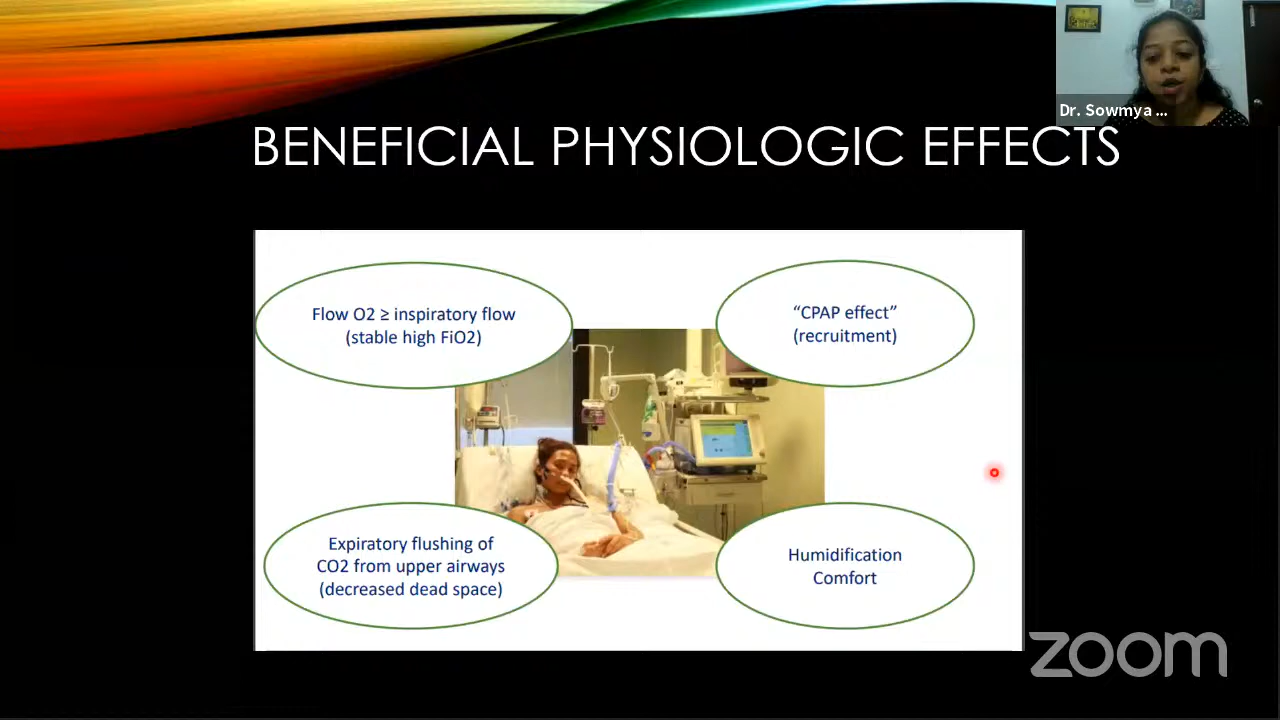 Dr. Sowmya ...
BENEFICIAL PHYSIOLOGIC EFFECTS
Flow O2 ≥ inspiratory flow
(stable high FiO2)
“CPAP effect”
(recruitment)
Expiratory flushing of
CO2 from upper airways
(decreased dead space)
Humidification
Comfort
zoom